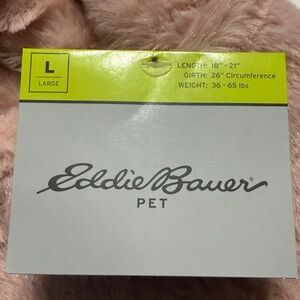 L
LARGE
LENGTH: 18" - 21"
GIRTH: 26" Circumference
WEIGHT: 36 - 65 lbs
Eddie Bauer®
PET